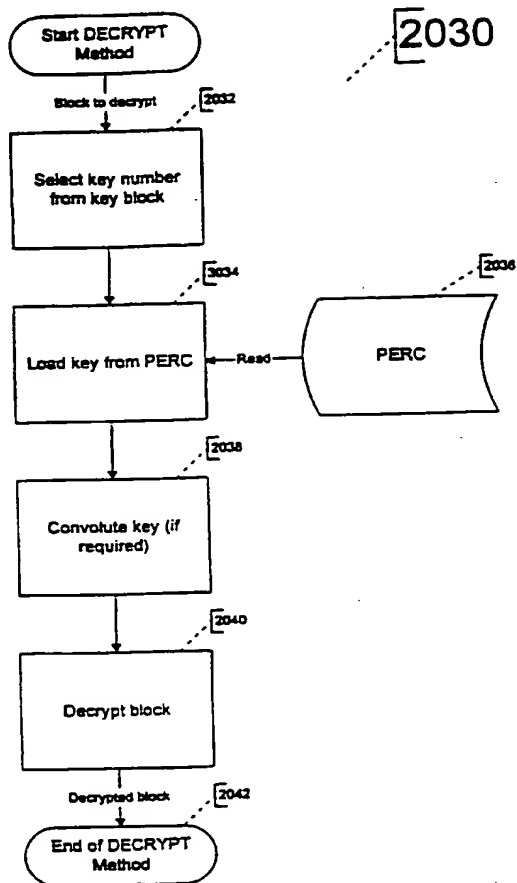 Start DECRYPT
Method
2030
Block to decrypt
2032
Select key number
from key block
3034
2036
Load key from PERC
Read
PERC
2038
Convolute key (if
required)
2040
Decrypt block
Decrypted block
2042
End of DECRYPT
Method